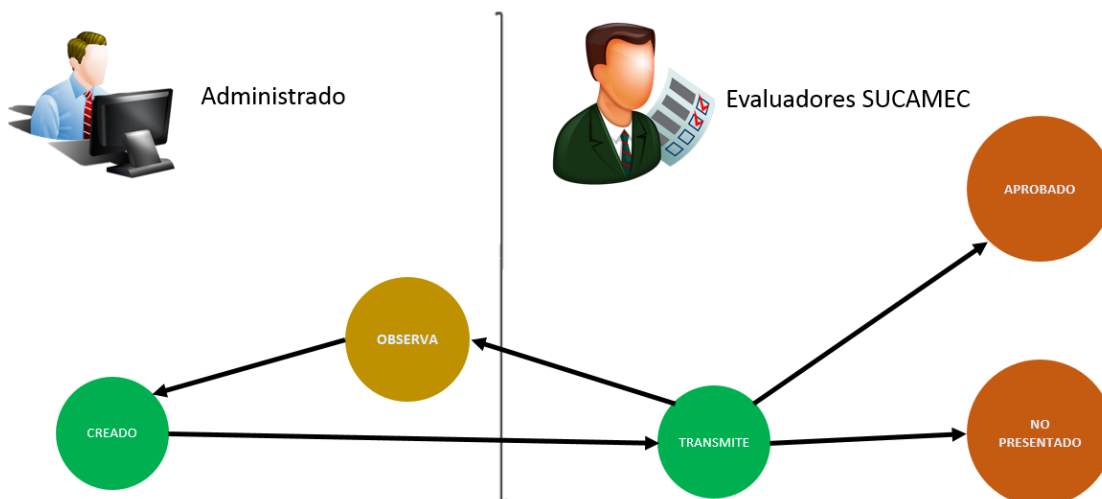 Administrado
Evaluadores SUCAMEC
APROBADO
OBSERVA
CREADO
TRANSMITE
NO
PRESENTADO